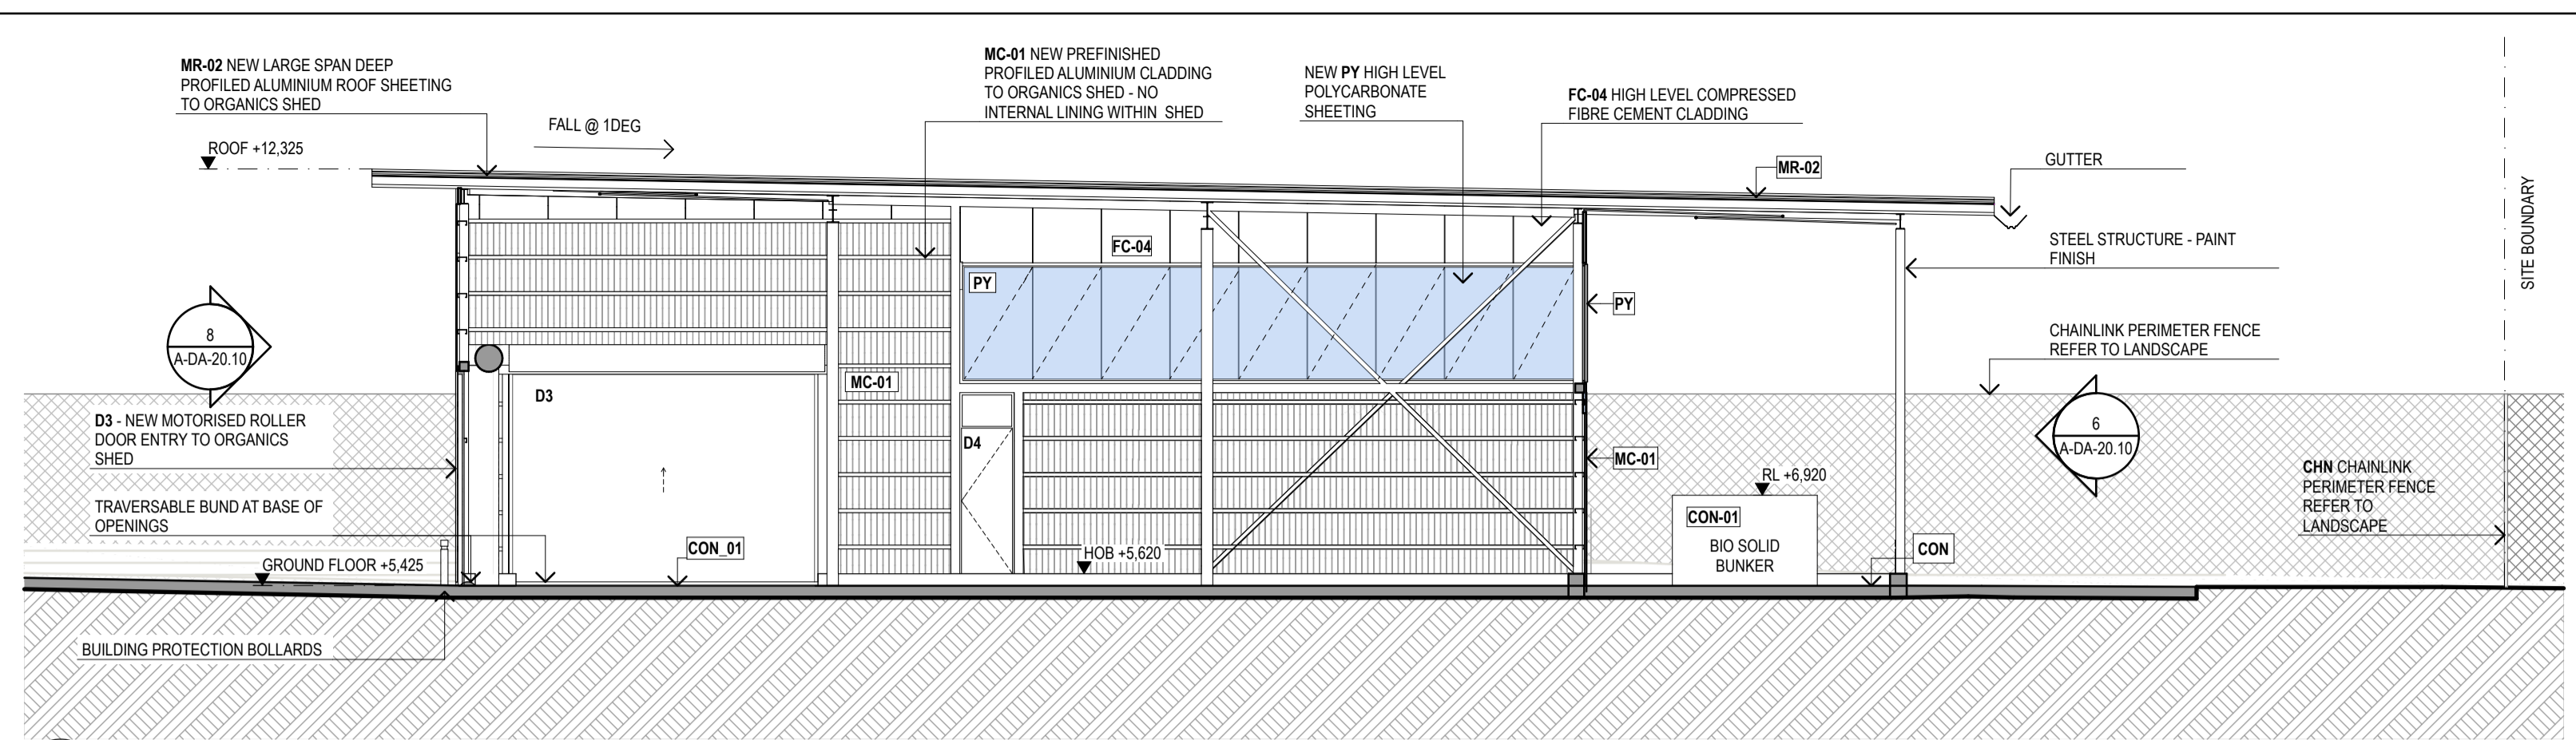 MR-02 NEW LARGE SPAN DEEP
PROFILED ALUMINIUM ROOF SHEETING
TO ORGANICS SHED
ROOF +12,325
FALL @ 1DEG
MC-01 NEW PREFINISHED
PROFILED ALUMINIUM CLADDING
TO ORGANICS SHED - NO
INTERNAL LINING WITHIN SHED
NEW PY HIGH LEVEL
POLYCARBONATE
SHEETING
FC-04 HIGH LEVEL COMPRESSED
FIBRE CEMENT CLADDING
MR-02
GUTTER
SITE BOUNDARY
STEEL STRUCTURE - PAINT
FINISH
FC-04
PY
PY
8
A-DA-20.10
CHAINLINK PERIMETER FENCE
REFER TO LANDSCAPE
MC-01
D3
D3 - NEW MOTORISED ROLLER
DOOR ENTRY TO ORGANICS
SHED
D4
6
A-DA-20.10
MC-01
RL +6,920
CHN CHAINLINK
PERIMETER FENCE
REFER TO
LANDSCAPE
TRAVERSABLE BUND AT BASE OF
OPENINGS
CON-01
BIO SOLID
BUNKER
CON_01
HOB +5,620
CON
GROUND FLOOR +5,425
BUILDING PROTECTION BOLLARDS